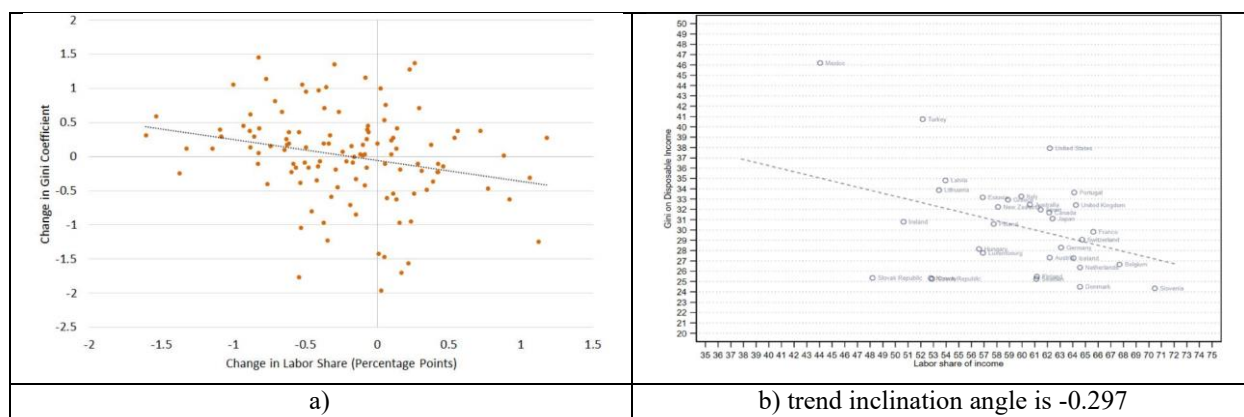 2
1.5
1
0.5
0
-0.5
-1
-1.5
-2
-2.5
Change in Gini Coefficient
-2 -1.5 -1 -0.5 0 0.5 1 1.5
Change in Labor Share (Percentage Points)
50
49
48
47
46
45
44
43
42
41
40
39
38
37
36
35
34
33
32
31
30
29
28
27
26
25
24
23
22
21
20
Gini on Disposable Income
Mexico
Turkey
United States
Latvia
Lithuania
Portugal
Italy
New Zealand
United Kingdom
Canada
Japan
Ireland
France
Switzerland
Hungary
Luxembourg
Germany
Austria
Iceland
Netherlands
Belgium
Slovak Republic
Denmark
Slovenia
35 36 37 38 39 40 41 42 43 44 45 46 47 48 49 50 51 52 53 54 55 56 57 58 59 60 61 62 63 64 65 66 67 68 69 70 71 72 73 74 75
Labor share of income
a)
b) trend inclination angle is -0.297